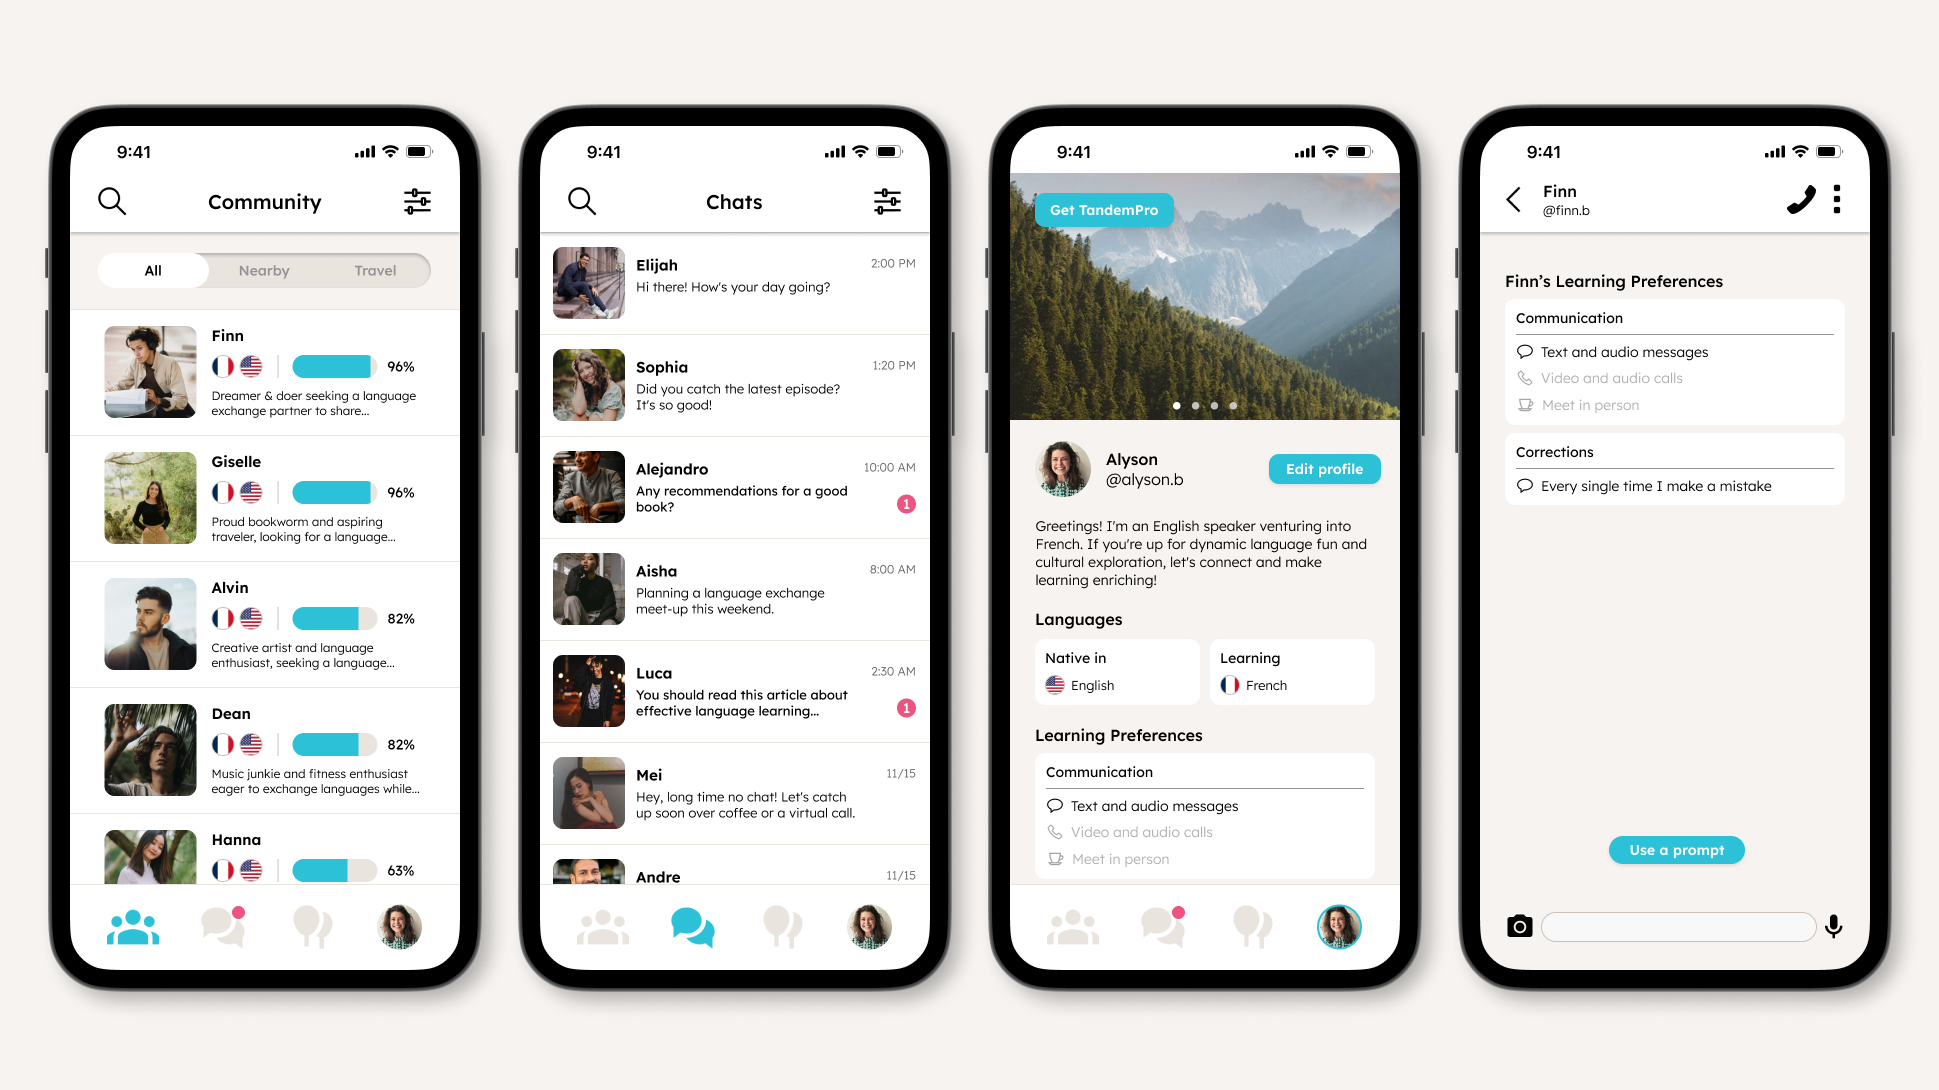 9:41
Community
All
Nearby
Travel
Finn
96%
Dreamer & doer seeking a language
exchange partner to share...
Giselle
96%
Proud bookworm and aspiring
traveler, looking for a language...
Alvin
82%
Creative artist and language
enthusiast, seeking a language...
Dean
82%
Music junkie and fitness enthusiast
eager to exchange languages while...
Hanna
63%
9:41
Chats
Elijah
2:00 PM
Hi there! How's your day going?
Sophia
1:20 PM
Did you catch the latest episode?
It's so good!
Alejandro
10:00 AM
Any recommendations for a good
book?
1
Aisha
8:00 AM
Planning a language exchange
meet-up this weekend.
Luca
2:30 AM
You should read this article about
effective language learning...
1
Mei
11/15
Hey, long time no chat! Let's catch
up soon over coffee or a virtual call.
Andre
11/15
9:41
Get TandemPro
Alyson
@alyson.b
Edit profile
Greetings! I'm an English speaker venturing into
French. If you're up for dynamic language fun and
cultural exploration, let's connect and make
learning enriching!
Languages
Native in
English
Learning
French
Learning Preferences
Communication
Text and audio messages
Video and audio calls
Meet in person
9:41
Finn
@finn.b
Finn's Learning Preferences
Communication
Text and audio messages
Video and audio calls
Meet in person
Corrections
Every single time I make a mistake
Use a prompt